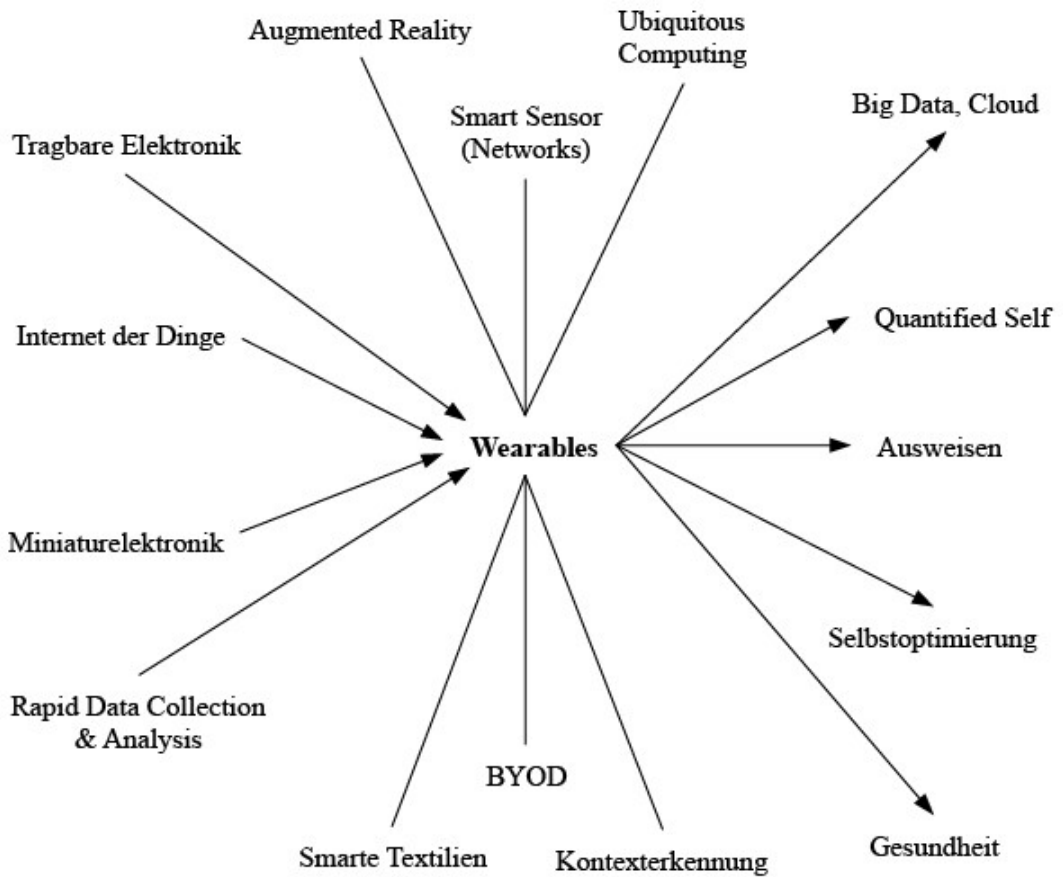 Augmented Reality
Ubiquitous
Computing
Big Data, Cloud
Smart Sensor
(Networks)
Tragbare Elektronik
Internet der Dinge
Quantified Self
Wearables
Ausweisen
Miniaturelektronik
Selbstoptimierung
Rapid Data Collection
& Analysis
BYOD
Smarte Textilien
Kontexterkennung
Gesundheit